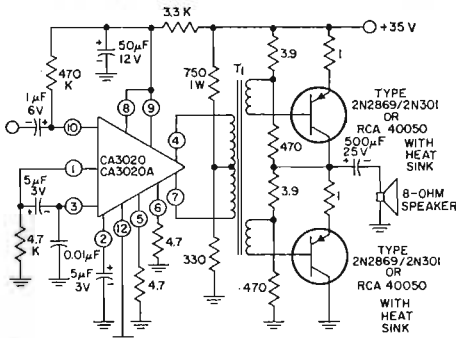 3.3 K
+35 V
+
50µF
12V
-
470
K
750
1W
T₁
3.9
1
1µF
6V
+
-
8
9
10
4
TYPE
2N2869/2N301
OR
RCA 40050
WITH
HEAT
SINK
CA3020
CA3020A
470
500µF
25V
+
-
1
5µF
3V
+
-
3
7
3.9
1
8-OHM
SPEAKER
2
12
5
6
4.7
K
0.01µF
+
5µF
3V
-
4.7
4.7
330
470
TYPE
2N2869/2N301
OR
RCA 40050
WITH
HEAT
SINK